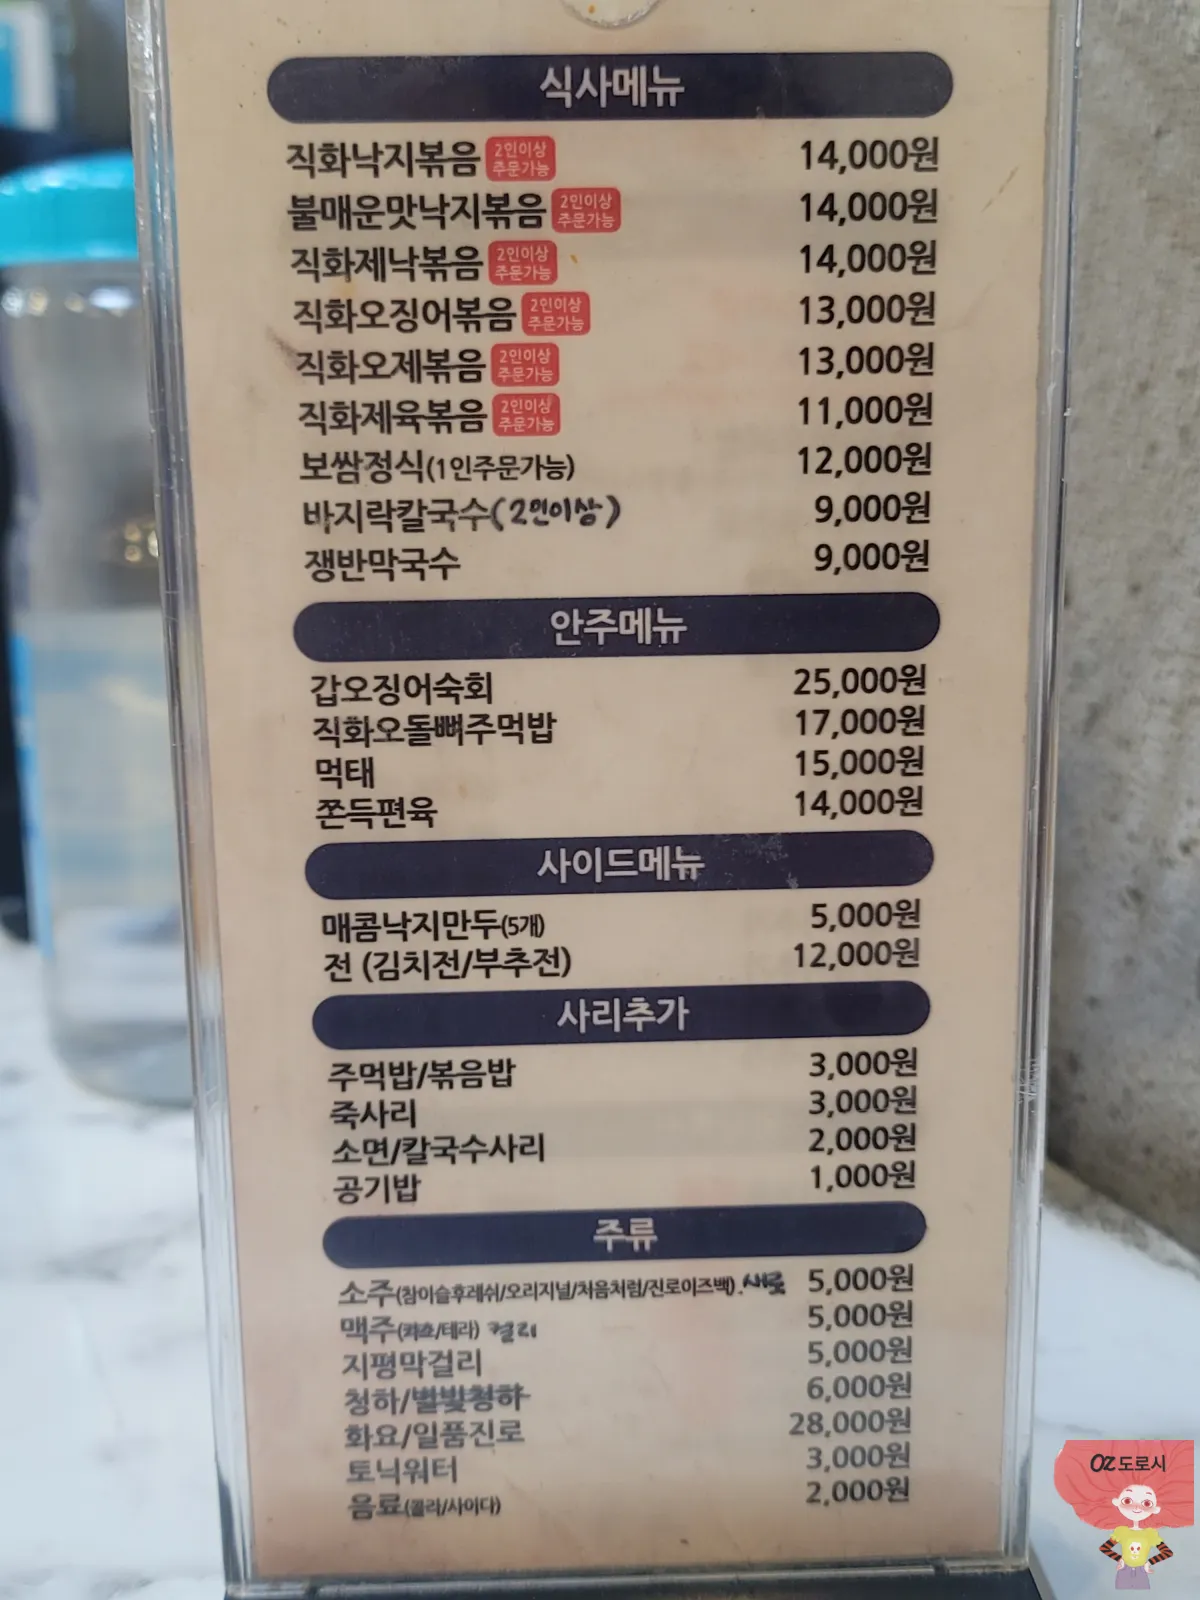 식사메뉴
직화낙지볶음 2인이상 주문가능 14,000원
불매운맛낙지볶음 2인이상 주문가능 14,000원
직화제낙볶음 2인이상 주문가능 14,000원
직화오징어볶음 2인이상 주문가능 13,000원
직화오제볶음 2인이상 주문가능 13,000원
직화제육볶음 2인이상 주문가능 11,000원
보쌈정식(1인주문가능) 12,000원
바지락칼국수(2인이상) 9,000원
쟁반막국수 9,000원
안주메뉴
갑오징어숙회 25,000원
직화오돌뼈주먹밥 17,000원
먹태 15,000원
쫀득편육 14,000원
사이드메뉴
매콤낙지만두(5개) 5,000원
전 (김치전/부추전) 12,000원
사리추가
주먹밥/볶음밥 3,000원
죽사리 3,000원
소면/칼국수사리 2,000원
공기밥 1,000원
주류
소주(참이슬후레쉬/오리지널/처음처럼/진로이즈백).새로 5,000원
맥주(카스/테라) 켈리 5,000원
지평막걸리 5,000원
청하/별빛청하 6,000원
화요/일품진로 28,000원
토닉워터 3,000원
음료(콜라/사이다) 2,000원
OZ도로시